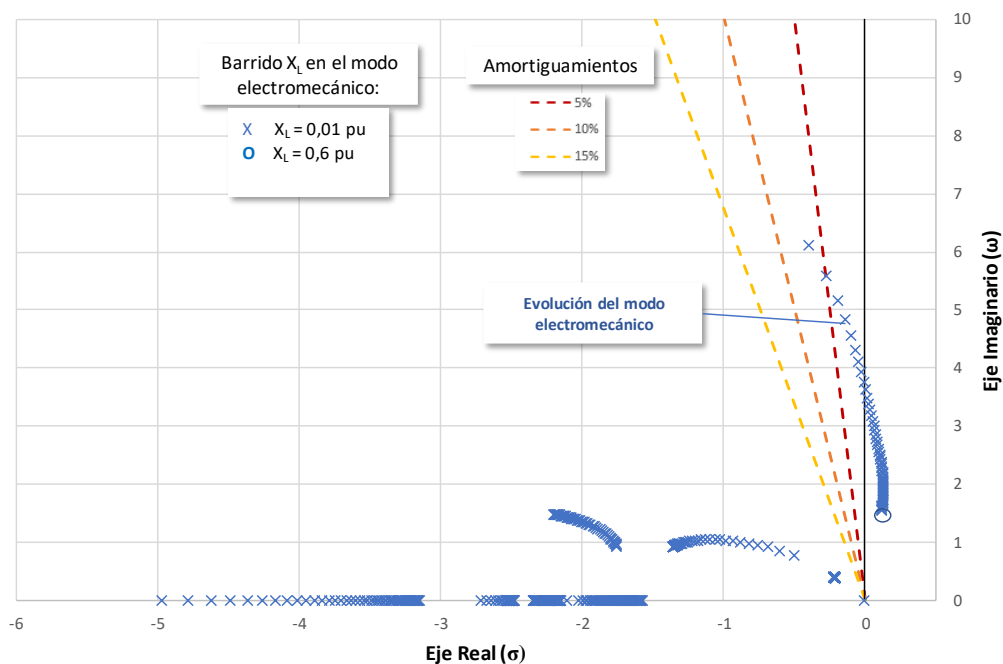 Barrido X_L en el modo
electromecánico:
X X_L = 0,01 pu
O X_L = 0,6 pu
Amortiguamientos
5%
10%
15%
Evolución del modo
electromecánico
10
9
8
7
6
5
4
3
2
1
0
Eje Imaginario (ω)
-6 -5 -4 -3 -2 -1 0
Eje Real (σ)